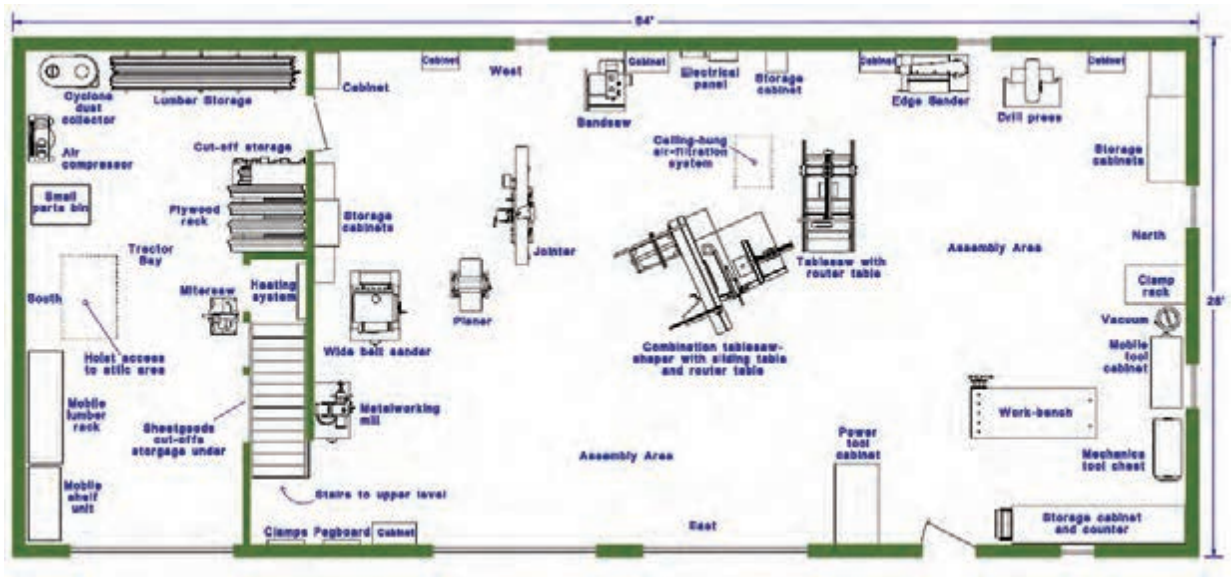 64'
Cyclone
dust
collector
Lumber Storage
Cabinet
Cabinet
West
Bandsaw
Cabinet
Electrical
panel
Storage
cabinet
Cabinet
Edge Sander
Drill press
Cabinet
Storage
cabinets
Air
compressor
Cut-off storage
Small
parts bin
Plywood
rack
Storage
cabinets
Jointer
Ceiling-hung
air-filtration
system
Tablesaw with
router table
Assembly Area
North
Tractor
Bay
South
Mitersaw
Heating
system
Wide belt sander
Planer
Combination tablesaw-
shaper with sliding table
and router table
Clamp
rack
28'
Vacuum
Mobile
tool
cabinet
Hoist access
to attic area
Mobile
lumber
rack
Sheetgoods
cut-offs
storgage under
Metalworking
mill
Work-bench
Power
tool
cabinet
Assembly Area
Mechanics
tool chest
Mobile
shelf
unit
Stairs to upper level
Clamps
Pegboard
Cabinet
East
Storage cabinet
and counter